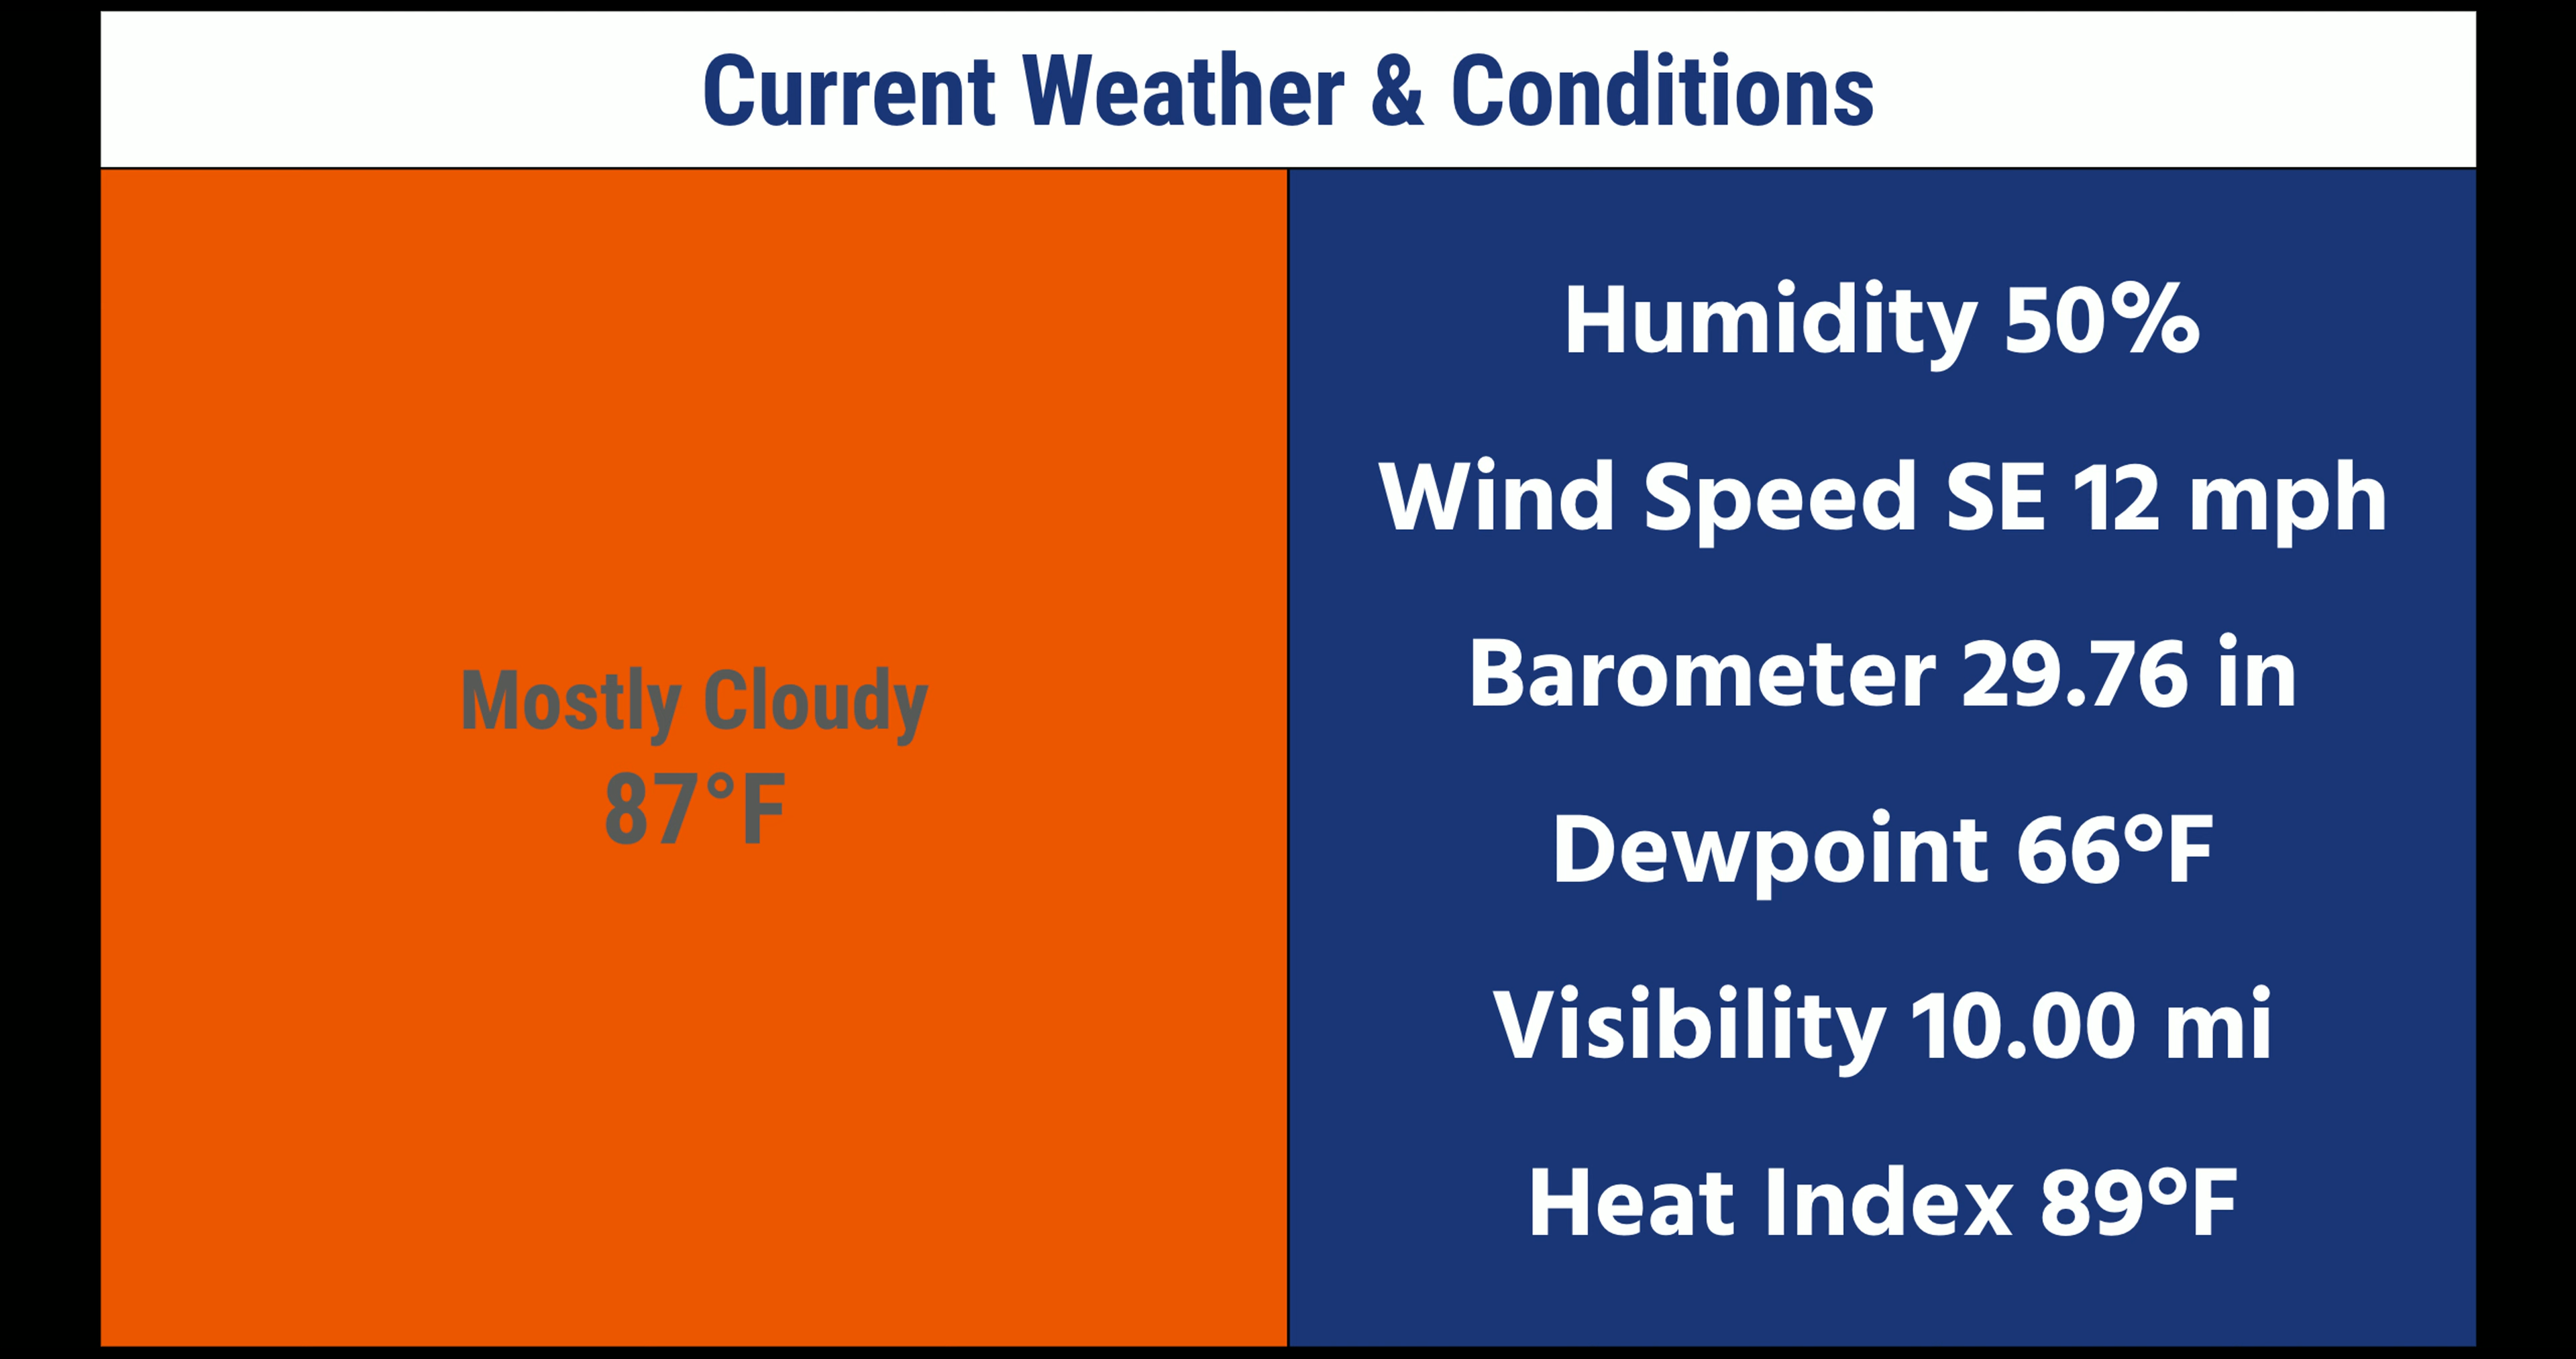 Current Weather & Conditions
Mostly Cloudy
87°F
Humidity 50%
Wind Speed SE 12 mph
Barometer 29.76 in
Dewpoint 66°F
Visibility 10.00 mi
Heat Index 89°F